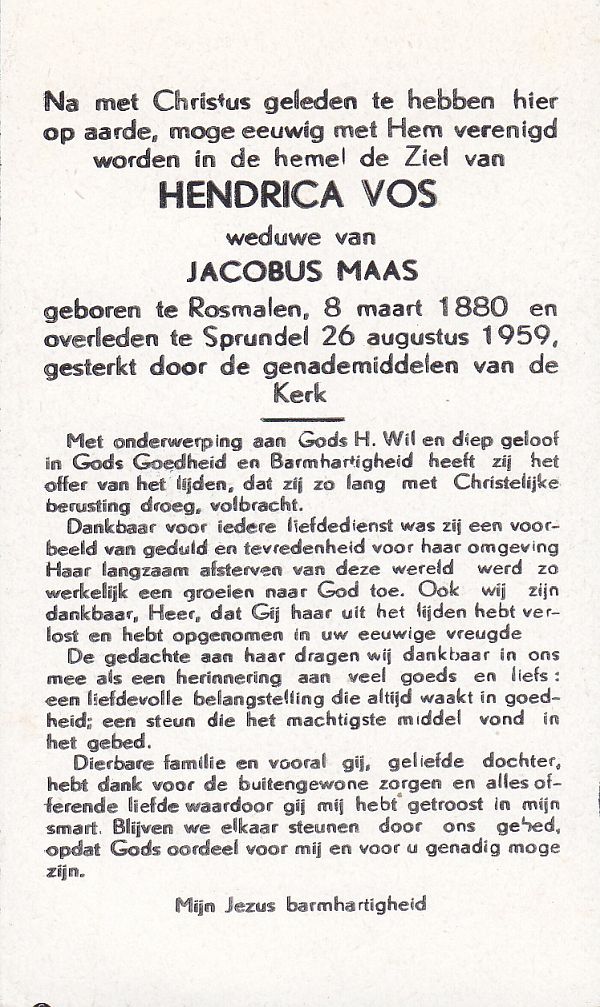 Na met Christus geleden te hebben hier
op aarde, moge eeuwig met Hem verenigd
worden in de hemel de Ziel van
HENDRICA VOS
weduwe van
JACOBUS MAAS
geboren te Rosmalen, 8 maart 1880 en
overleden te Sprundel 26 augustus 1959,
gesterkt door de genademiddelen van de
Kerk
Met onderwerping aan Gods H. Wil en diep geloof
in Gods Goedheid en Barmhartigheid heeft zij het
offer van het lijden, dat zij zo lang met Christelijke
berusting droeg, volbracht.
Dankbaar voor iedere liefdedienst was zij een voor-
beeld van geduld en tevredenheid voor haar omgeving
Haar langzaam afsterven van deze wereld werd zo
werkelijk een groeien naar God toe. Ook wij zijn
dankbaar, Heer, dat Gij haar uit het lijden hebt ver-
lost en hebt opgenomen in uw eeuwige vreugde
De gedachte aan haar dragen wij dankbaar in ons
mee als een herinnering aan veel goeds en liefs :
een liefdevolle belangstelling die altijd waakt in goed-
heid; een steun die het machtigste middel vond in
het gebed.
Dierbare familie en vooral gij, geliefde dochter,
hebt dank voor de buitengewone zorgen en alles of-
ferende liefde waardoor gij mij hebt getroost in mijn
smart. Blijven we elkaar steunen door ons gebed,
opdat Gods oordeel voor mij en voor u genadig moge
zijn.
Mijn Jezus barmhartigheid